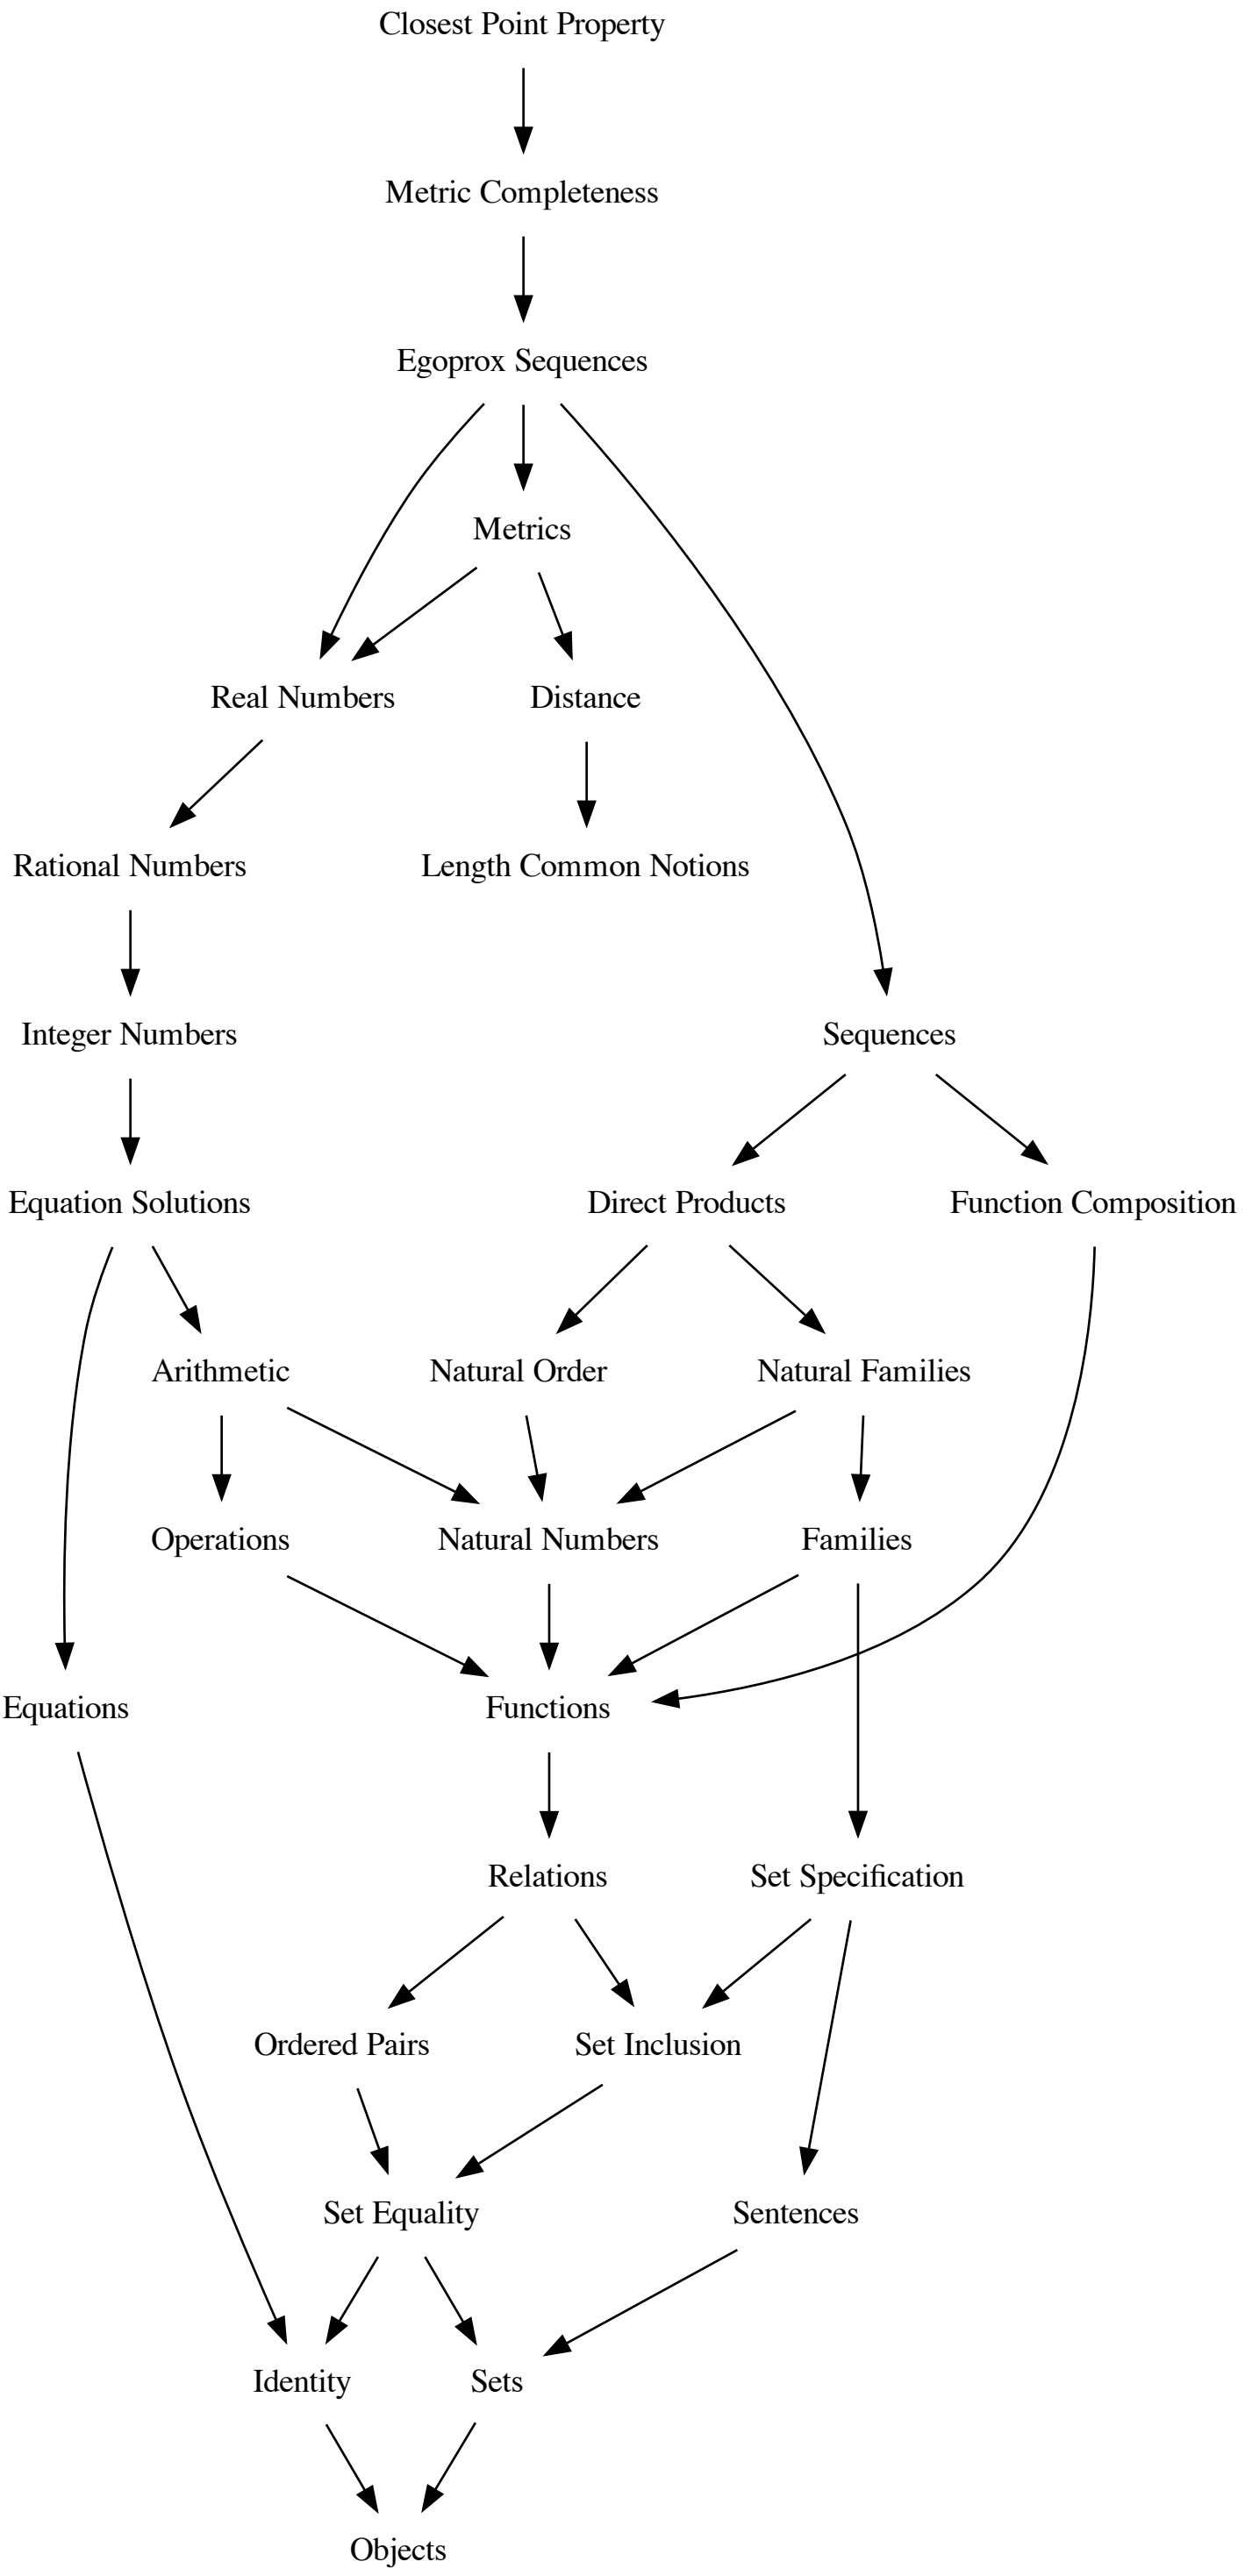 Closest Point Property
Metric Completeness
Egoprox Sequences
Metrics
Real Numbers
Distance
Rational Numbers
Length Common Notions
Integer Numbers
Sequences
Equation Solutions
Direct Products
Function Composition
Arithmetic
Natural Order
Natural Families
Operations
Natural Numbers
Families
Equations
Functions
Relations
Set Specification
Ordered Pairs
Set Inclusion
Set Equality
Sentences
Identity
Sets
Objects